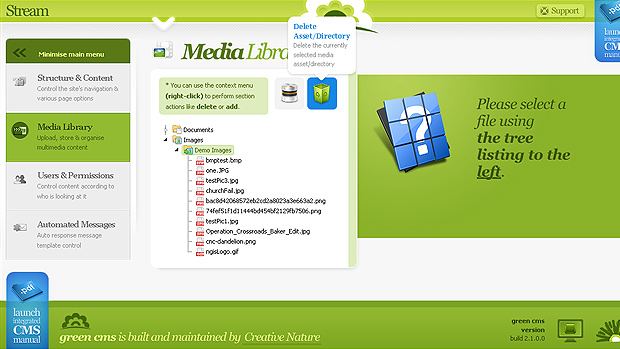 Stream
Support
.pdf
launch
integrated
CMS
manual
Minimise main menu
Structure & Content
Control the site's navigation &
various page options
Media Library
Upload, store & organise
multimedia content
Users & Permissions
Control content according to
who is looking at it
Automated Messages
Auto response message
template control
Media Libra
Delete
Asset/Directory
Delete the currently
selected media
asset/directory
* You can use the context menu
(right-click) to perform section
actions like delete or add.
Documents
Images
Demo Images
bmptest.bmp
one.JPG
testPic3.jpg
churchFail.jpg
bac8d42068572eb2cd2a8023a3e663a2.png
74fef51f1d11444bd454bf2129fb7506.png
testPic1.jpg
Operation_Crossroads_Baker_Edit.jpg
cnc-dandelion.png
ngisLogo.gif
?
Please select a
file using
the tree
listing to the
left.
.pdf
launch
integrated
CMS
manual
green cms is built and maintained by Creative Nature
green cms
version
build 2.1.0.0